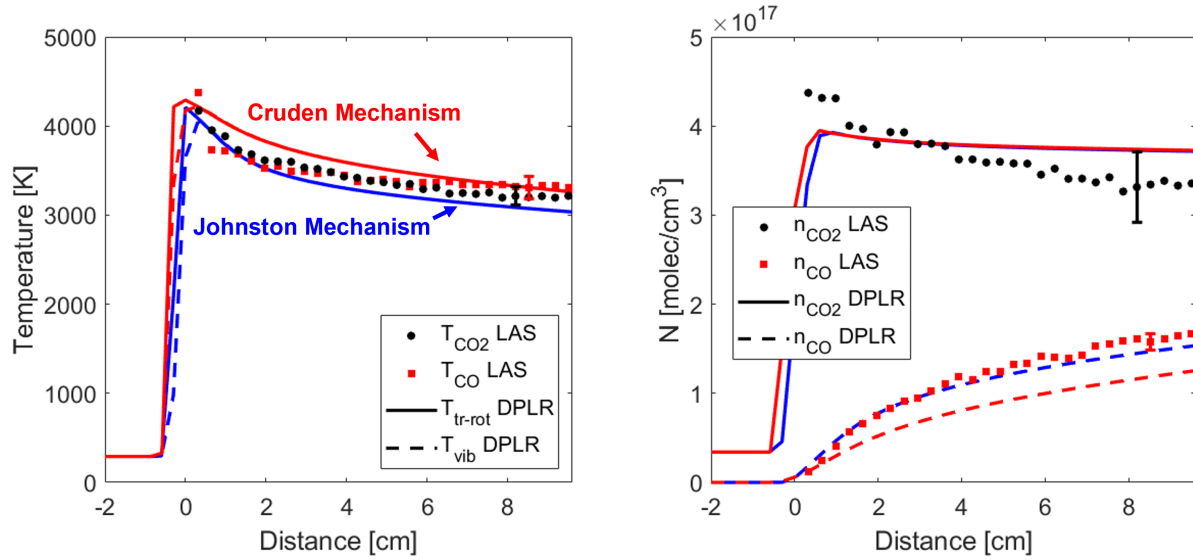 5000
4000
3000
2000
1000
0
-2
0
2
4
6
8
Temperature [K]
Distance [cm]
Cruden Mechanism
Johnston Mechanism
T_CO2 LAS
T_CO LAS
T_tr-rot DPLR
T_vib DPLR
×10^17
5
4
3
2
1
0
-2
0
2
4
6
8
N [molec/cm³]
Distance [cm]
n_CO2 LAS
n_CO LAS
n_CO2 DPLR
n_CO DPLR